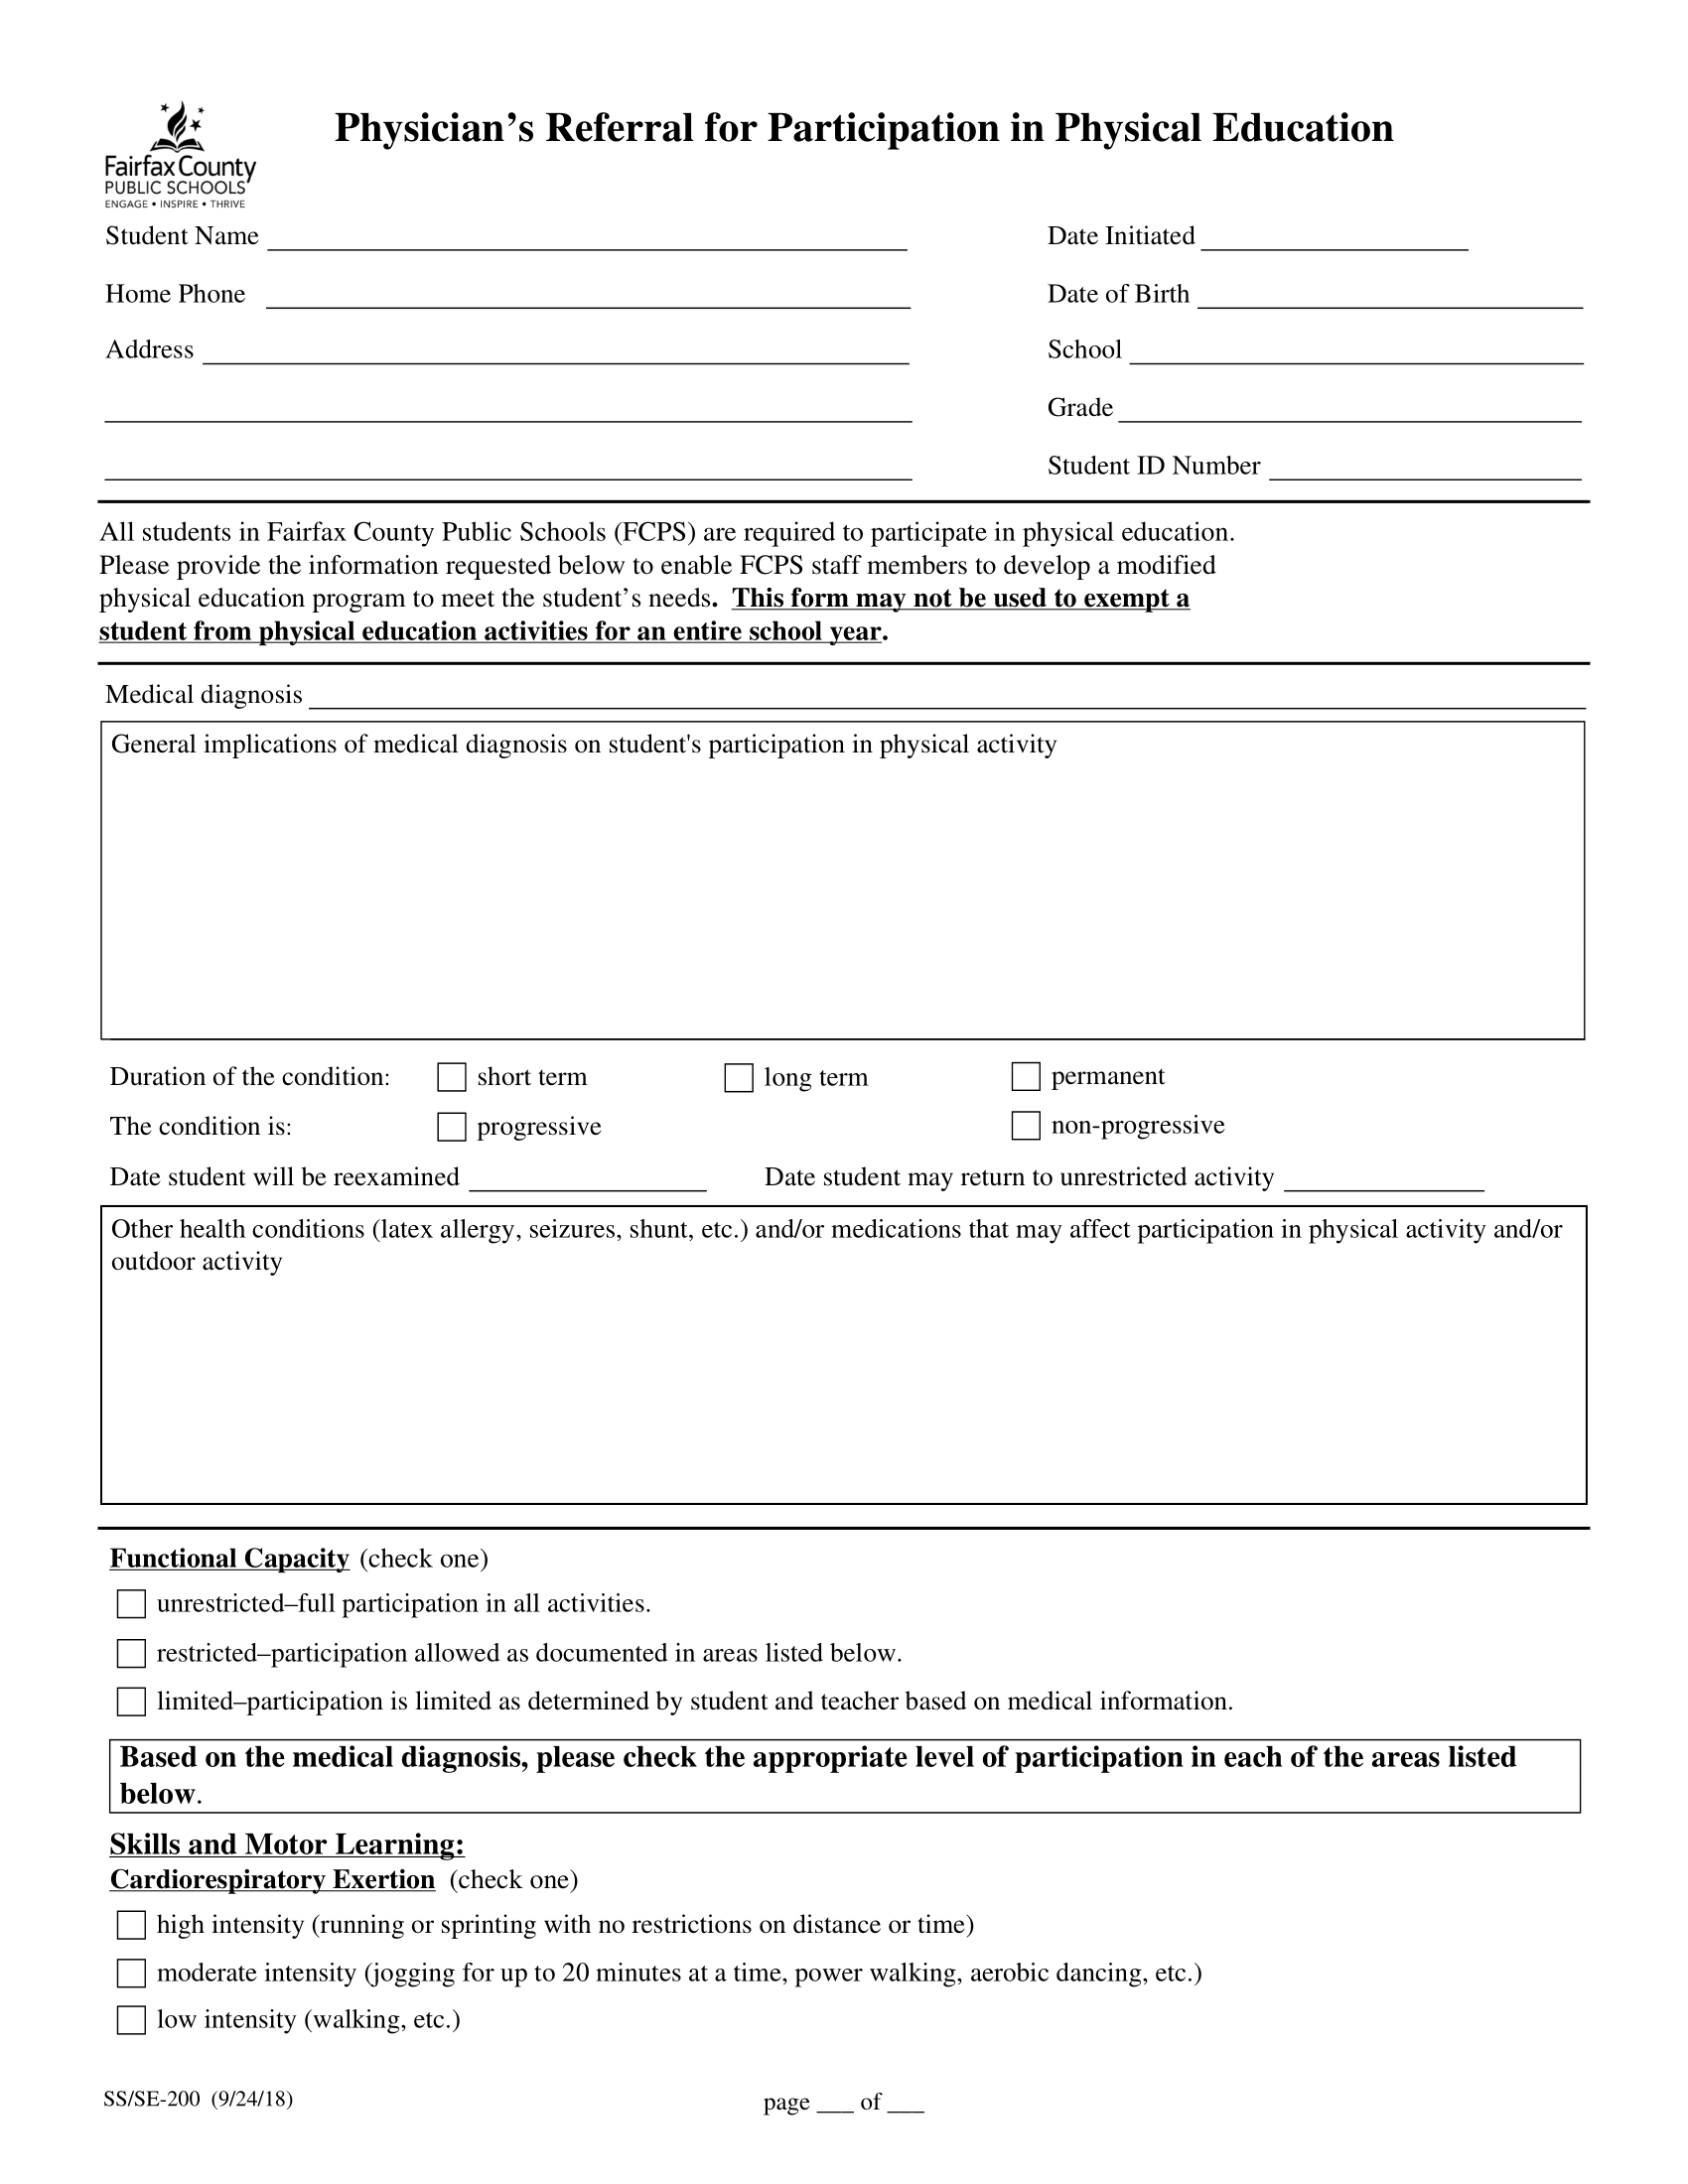 Physician’s Referral for Participation in Physical Education
Fairfax County
PUBLIC SCHOOLS
ENGAGE • INSPIRE • THRIVE
Student Name
Date Initiated
Home Phone
Date of Birth
Address
School
Grade
Student ID Number
All students in Fairfax County Public Schools (FCPS) are required to participate in physical education.
Please provide the information requested below to enable FCPS staff members to develop a modified
physical education program to meet the student’s needs. This form may not be used to exempt a
student from physical education activities for an entire school year.
Medical diagnosis
General implications of medical diagnosis on student's participation in physical activity
Duration of the condition: short term long term permanent
The condition is: progressive non-progressive
Date student will be reexamined Date student may return to unrestricted activity
Other health conditions (latex allergy, seizures, shunt, etc.) and/or medications that may affect participation in physical activity and/or
outdoor activity
Functional Capacity (check one)
unrestricted–full participation in all activities.
restricted–participation allowed as documented in areas listed below.
limited–participation is limited as determined by student and teacher based on medical information.
Based on the medical diagnosis, please check the appropriate level of participation in each of the areas listed
below.
Skills and Motor Learning:
Cardiorespiratory Exertion (check one)
high intensity (running or sprinting with no restrictions on distance or time)
moderate intensity (jogging for up to 20 minutes at a time, power walking, aerobic dancing, etc.)
low intensity (walking, etc.)
SS/SE-200 (9/24/18)
page ___ of ___